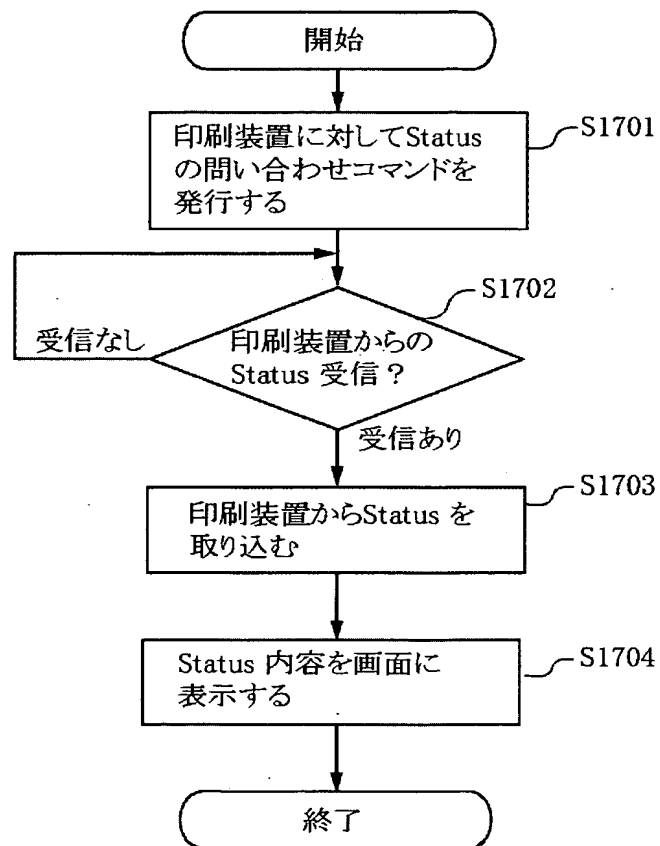 開始
印刷装置に対してStatus
の問い合わせコマンドを
発行する
S1701
S1702
受信なし
印刷装置からの
Status 受信?
受信あり
S1703
印刷装置からStatus を
取り込む
S1704
Status 内容を画面に
表示する
終了